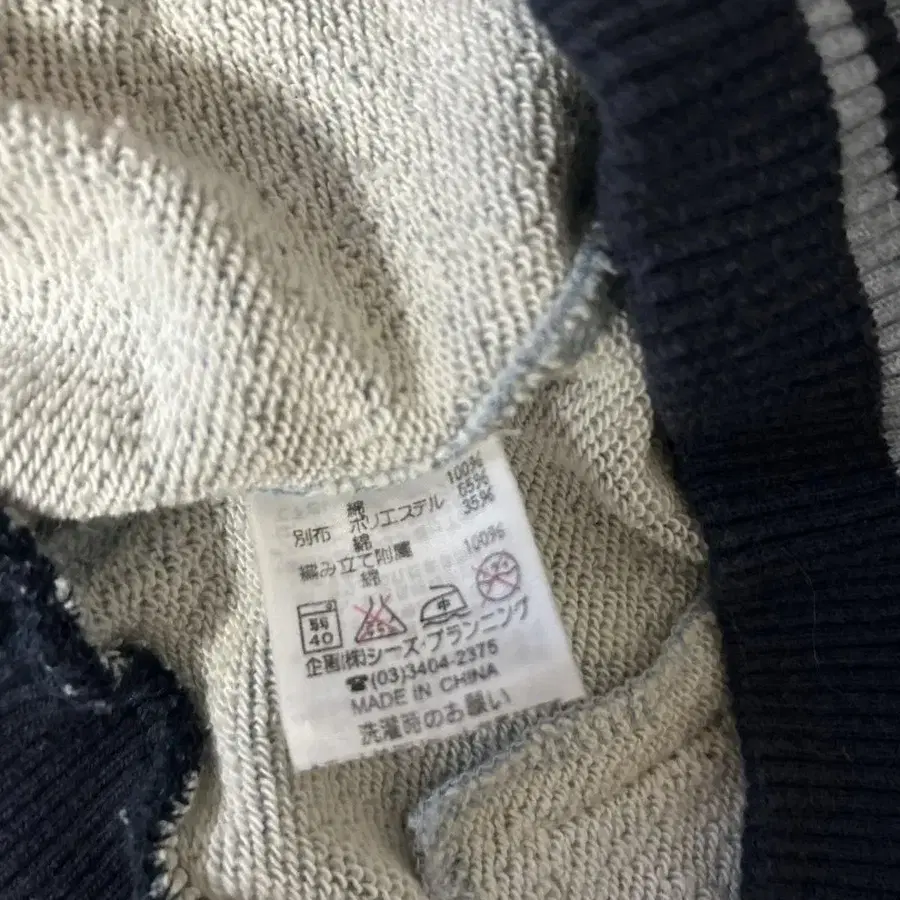 綿 100%
別布 ポリエステル 65%
綿 35%
編み立て附属
綿 100%
弱
40
中
企画(株)シーズ・プランニング
☎(03)3404-2375
MADE IN CHINA
洗濯時のお願い